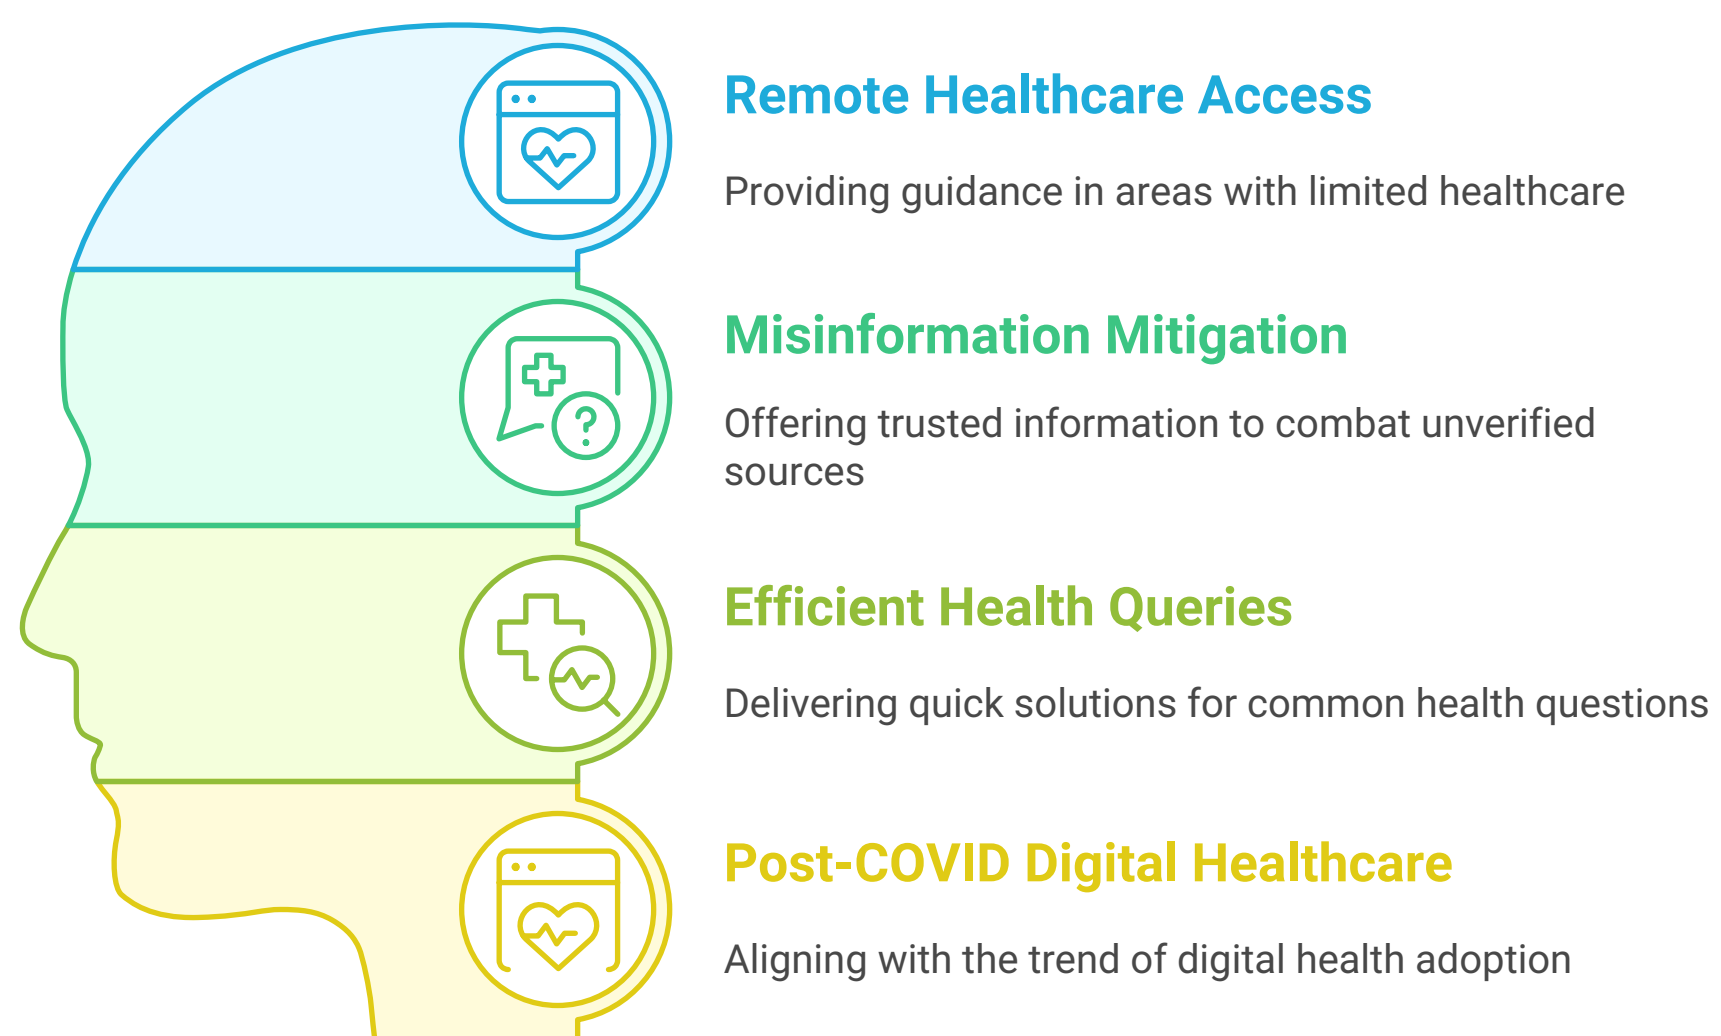 Remote Healthcare Access
Providing guidance in areas with limited healthcare
Misinformation Mitigation
Offering trusted information to combat unverified
sources
Efficient Health Queries
Delivering quick solutions for common health questions
Post-COVID Digital Healthcare
Aligning with the trend of digital health adoption